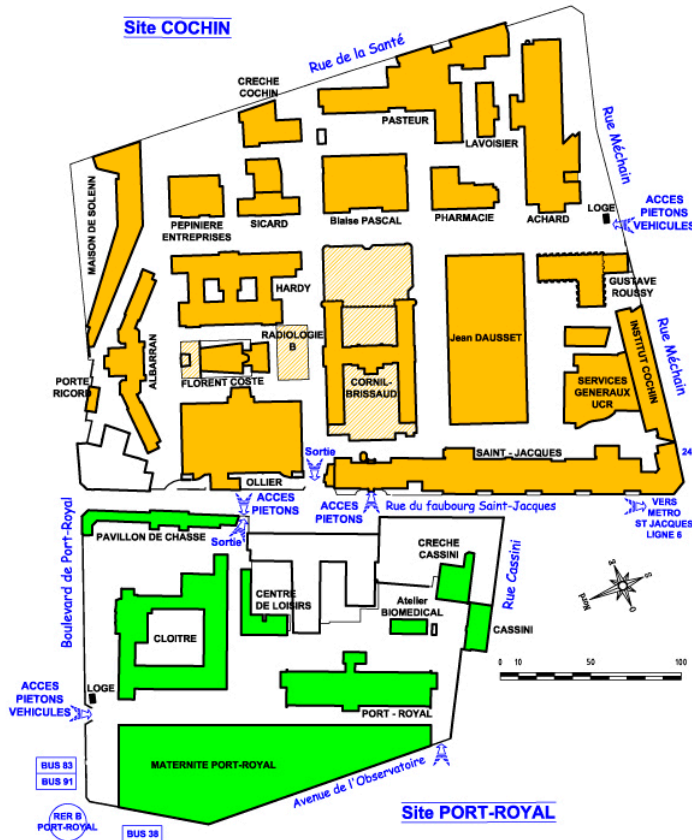 Site COCHIN
Rue de la Santé
CRECHE
COCHIN
PASTEUR
LAVOISIER
Rue Méchain
MAISON DE SOLENN
PEPINIERE
ENTREPRISES
SICARD
Blaise PASCAL
PHARMACIE
ACHARD
LOGE
ACCES
PIETONS
VEHICULES
HARDY
GUSTAVE
ROUSSY
RADIOLOGIE
B
Jean DAUSSET
INSTITUT COCHIN
Rue Méchain
ALBARRAN
PORTE
RICORD
FLORENT COSTE
CORNIL-
BRISSAUD
SERVICES
GENERAUX
UCR
SAINT - JACQUES
24
Sortie
OLLIER
ACCES
PIETONS
ACCES
PIETONS
Rue du faubourg Saint-Jacques
VERS
METRO
ST JACQUES
LIGNE 6
Boulevard de Port-Royal
PAVILLON DE CHASSE
Sortie
CRECHE
CASSINI
Rue Cassini
CENTRE
DE LOISIRS
Atelier
BIOMEDICAL
CASSINI
CLOITRE
E
S
O
Nord
0 10 50 100
LOGE
ACCES
PIETONS
VEHICULES
PORT - ROYAL
MATERNITE PORT-ROYAL
Avenue de l'Observatoire
BUS 83
BUS 91
RER B
PORT-ROYAL
BUS 38
Site PORT-ROYAL